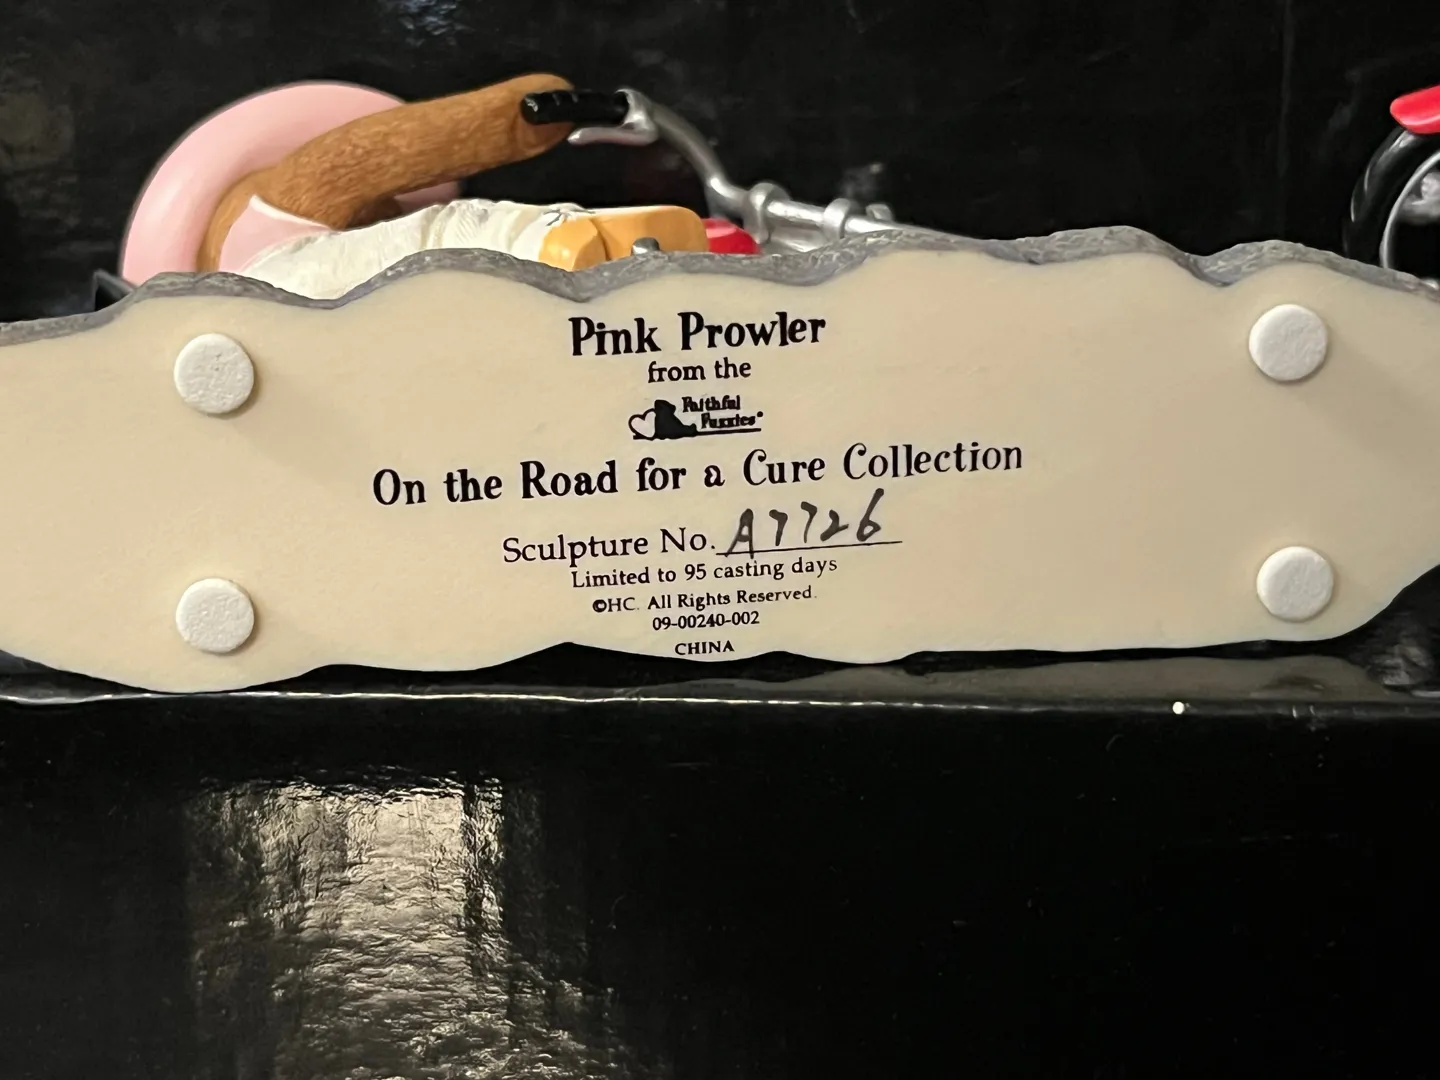 Pink Prowler
from the
Faithful
Fuzzies®
On the Road for a Cure Collection
Sculpture No. A7726
Limited to 95 casting days
©HC. All Rights Reserved.
09-00240-002
CHINA